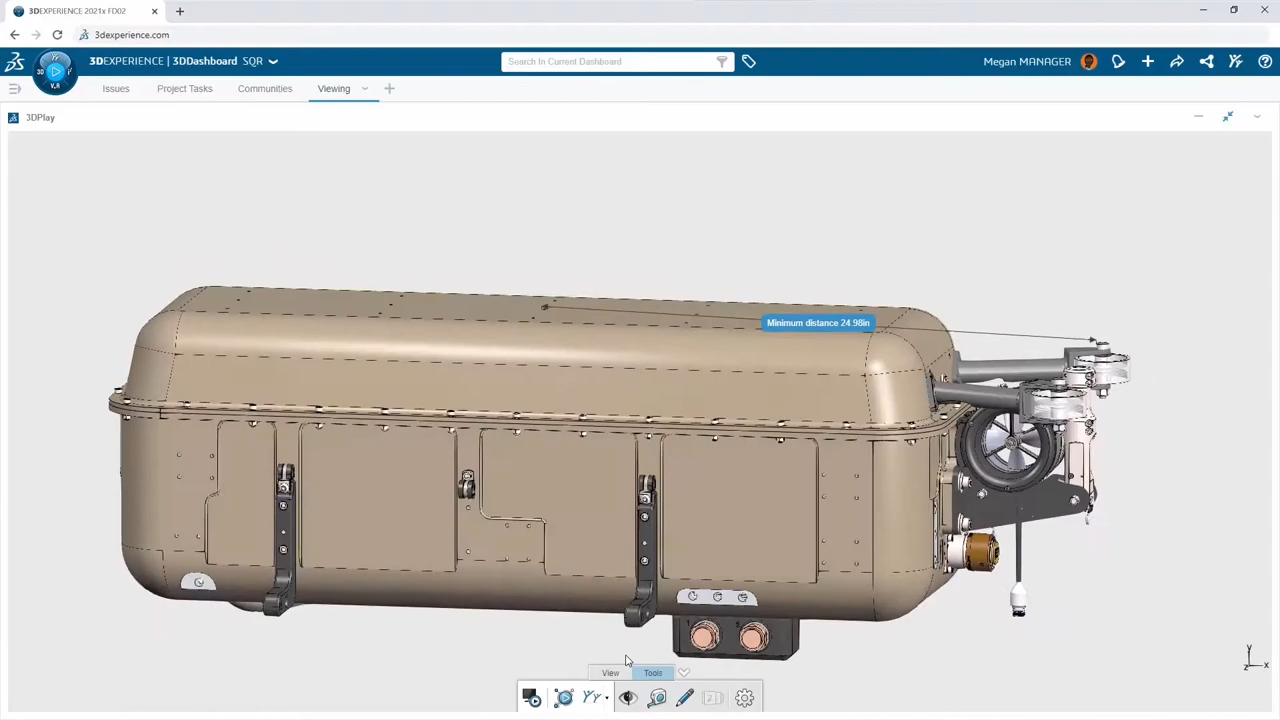 3DEXPERIENCE 2021x FD02
3dexperience.com
3DEXPERIENCE | 3DDashboard SQR
Search In Current Dashboard
Megan MANAGER
3D
V.R
Issues
Project Tasks
Communities
Viewing
3DPlay
Minimum distance 24.98in
View
Tools
y
z
x